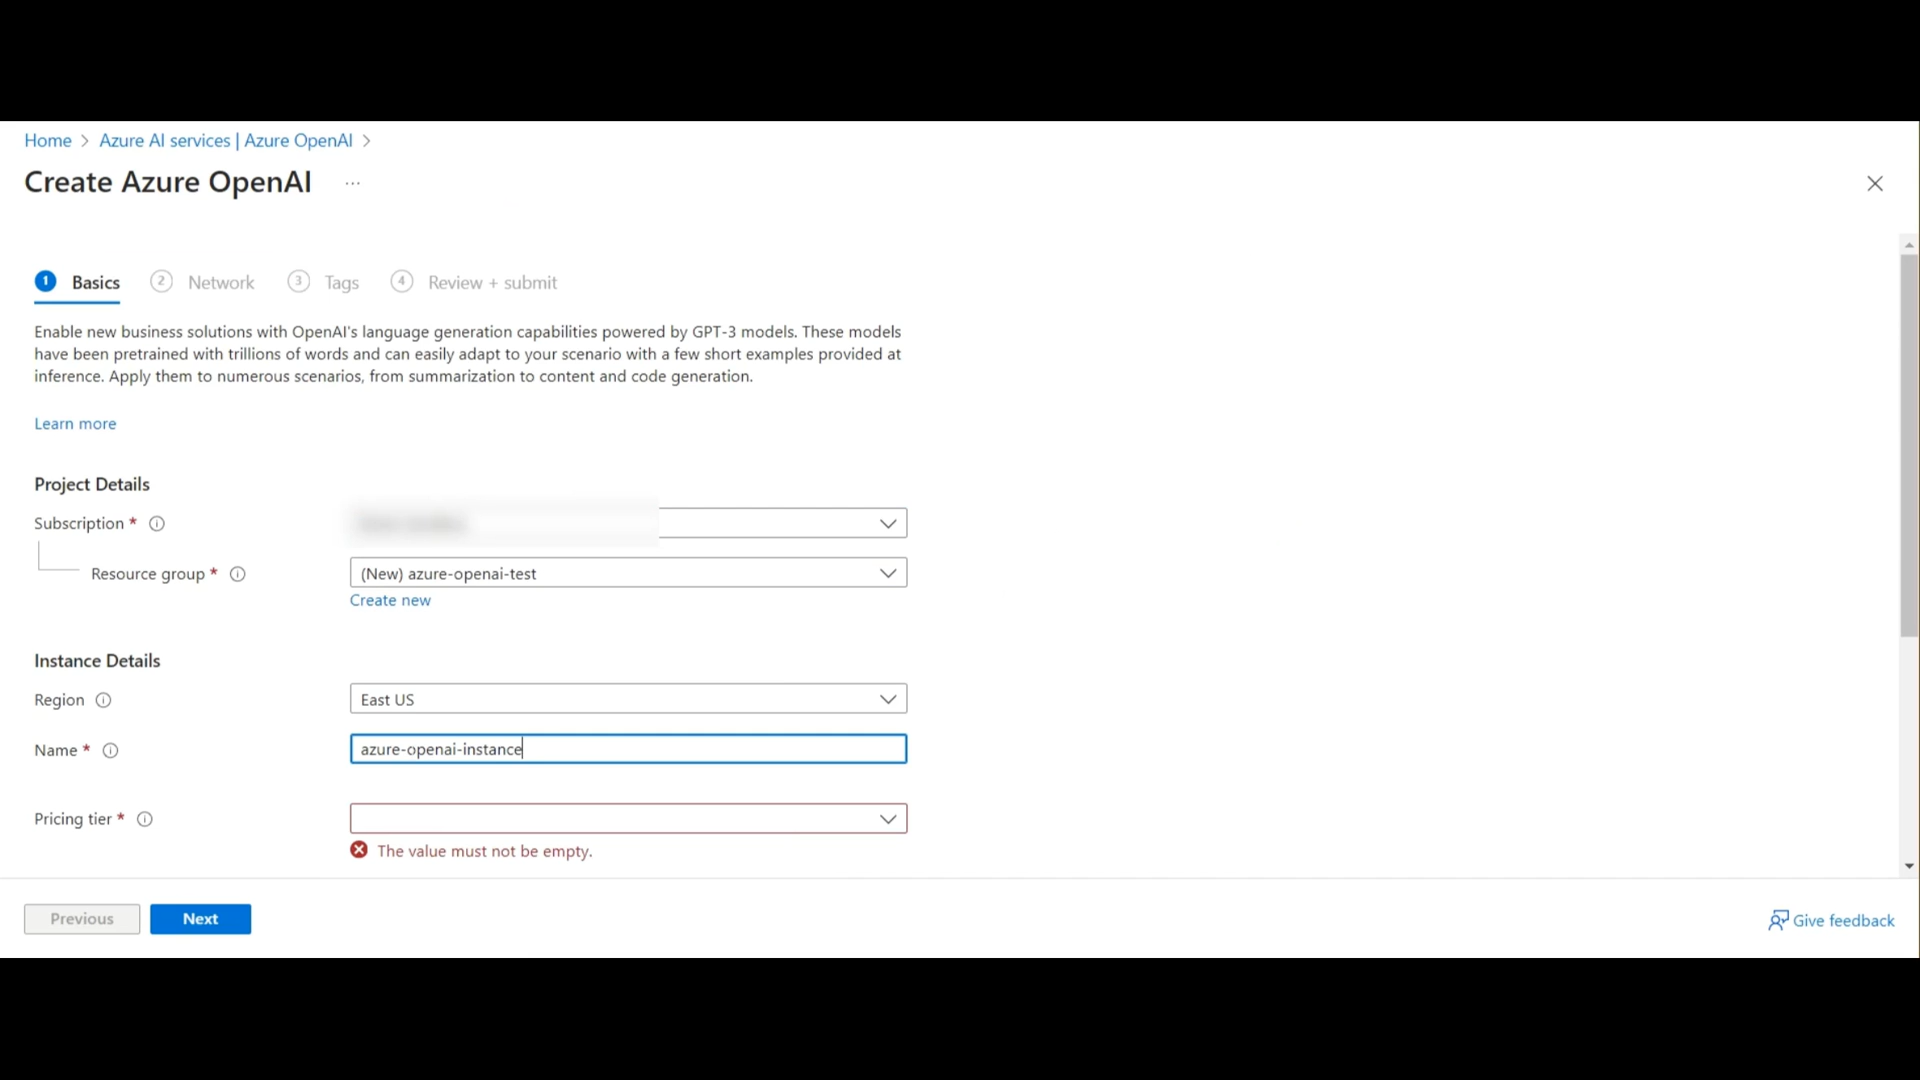 Home > Azure AI services | Azure OpenAI >
Create Azure OpenAI ...
1 Basics 2 Network 3 Tags 4 Review + submit
Enable new business solutions with OpenAI's language generation capabilities powered by GPT-3 models. These models
have been pretrained with trillions of words and can easily adapt to your scenario with a few short examples provided at
inference. Apply them to numerous scenarios, from summarization to content and code generation.
Learn more
Project Details
Subscription *
Resource group * (New) azure-openai-test
Create new
Instance Details
Region East US
Name * azure-openai-instance
Pricing tier *
The value must not be empty.
Previous Next Give feedback